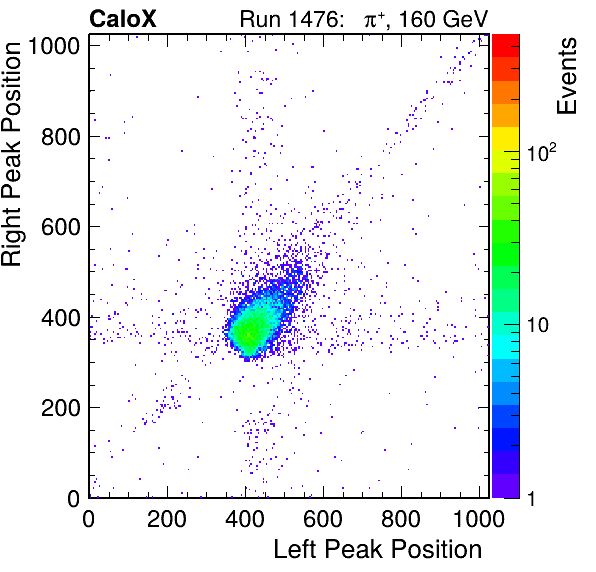 CaloX Run 1476: π⁺, 160 GeV
Right Peak Position
1000
800
600
400
200
0
0 200 400 600 800 1000
Left Peak Position
Events
10²
10
1